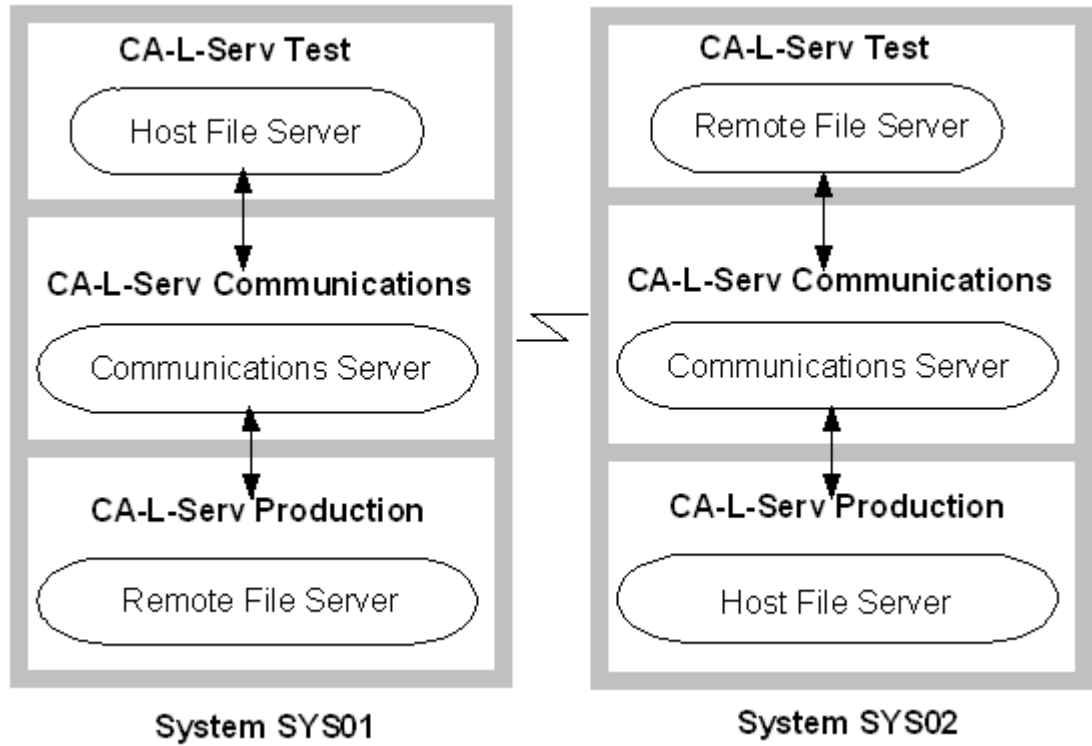 CA-L-Serv Test
Host File Server
CA-L-Serv Communications
Communications Server
CA-L-Serv Production
Remote File Server
System SYS01
CA-L-Serv Test
Remote File Server
CA-L-Serv Communications
Communications Server
CA-L-Serv Production
Host File Server
System SYS02